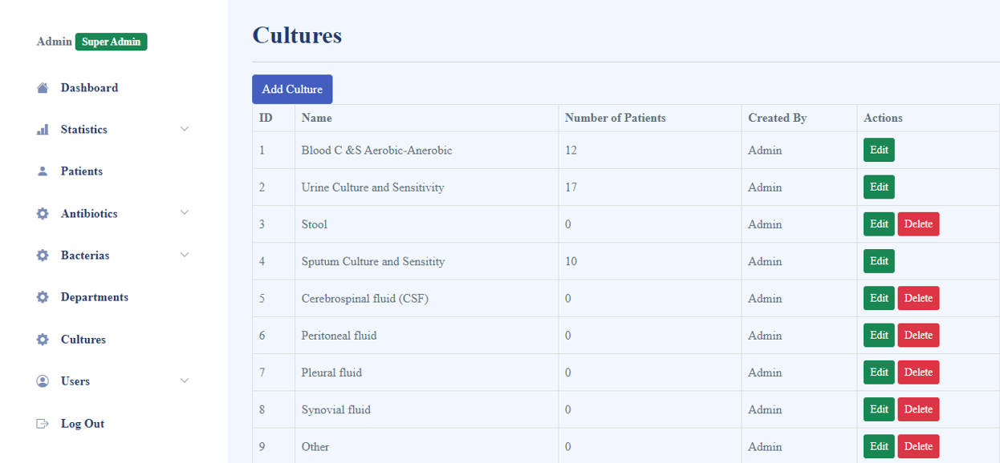 Admin Super Admin
Dashboard
Statistics
Patients
Antibiotics
Bacterias
Departments
Cultures
Users
Log Out
Cultures
Add Culture
ID Name Number of Patients Created By Actions
1 Blood C &S Aerobic-Anerobic 12 Admin Edit
2 Urine Culture and Sensitivity 17 Admin Edit
3 Stool 0 Admin Edit Delete
4 Sputum Culture and Sensitity 10 Admin Edit
5 Cerebrospinal fluid (CSF) 0 Admin Edit Delete
6 Peritoneal fluid 0 Admin Edit Delete
7 Pleural fluid 0 Admin Edit Delete
8 Synovial fluid 0 Admin Edit Delete
9 Other 0 Admin Edit Delete